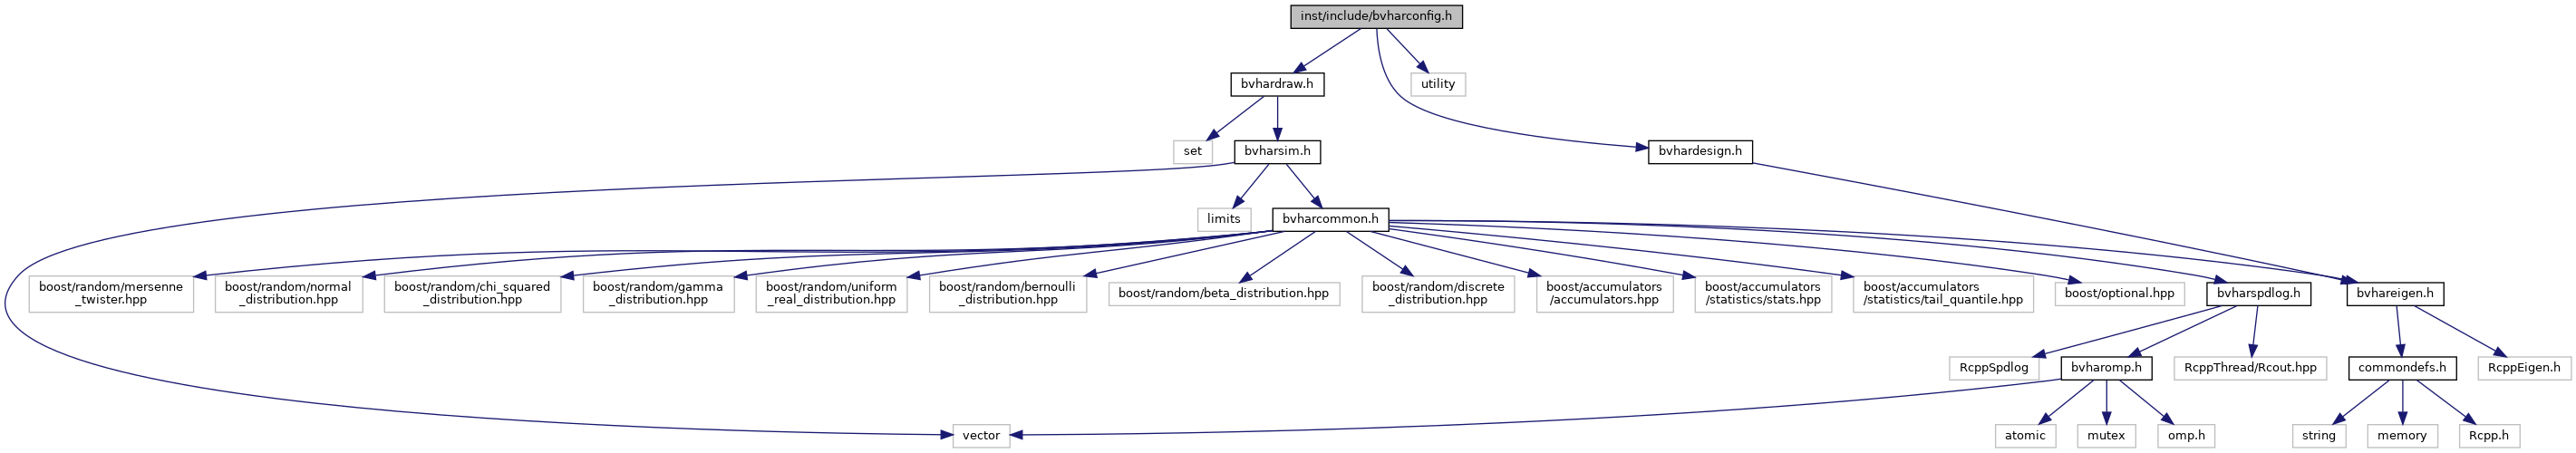 inst/include/bvharconfig.h
bvhardraw.h
utility
set
bvharsim.h
bvhardesign.h
limits
bvharcommon.h
boost/random/mersenne
_twister.hpp
boost/random/normal
_distribution.hpp
boost/random/chi_squared
_distribution.hpp
boost/random/gamma
_distribution.hpp
boost/random/uniform
_real_distribution.hpp
boost/random/bernoulli
_distribution.hpp
boost/random/beta_distribution.hpp
boost/random/discrete
_distribution.hpp
boost/accumulators
/accumulators.hpp
boost/accumulators
/statistics/stats.hpp
boost/accumulators
/statistics/tail_quantile.hpp
boost/optional.hpp
bvharspdlog.h
bvhareigen.h
RcppSpdlog
bvharomp.h
RcppThread/Rcout.hpp
commondefs.h
RcppEigen.h
vector
atomic
mutex
omp.h
string
memory
Rcpp.h